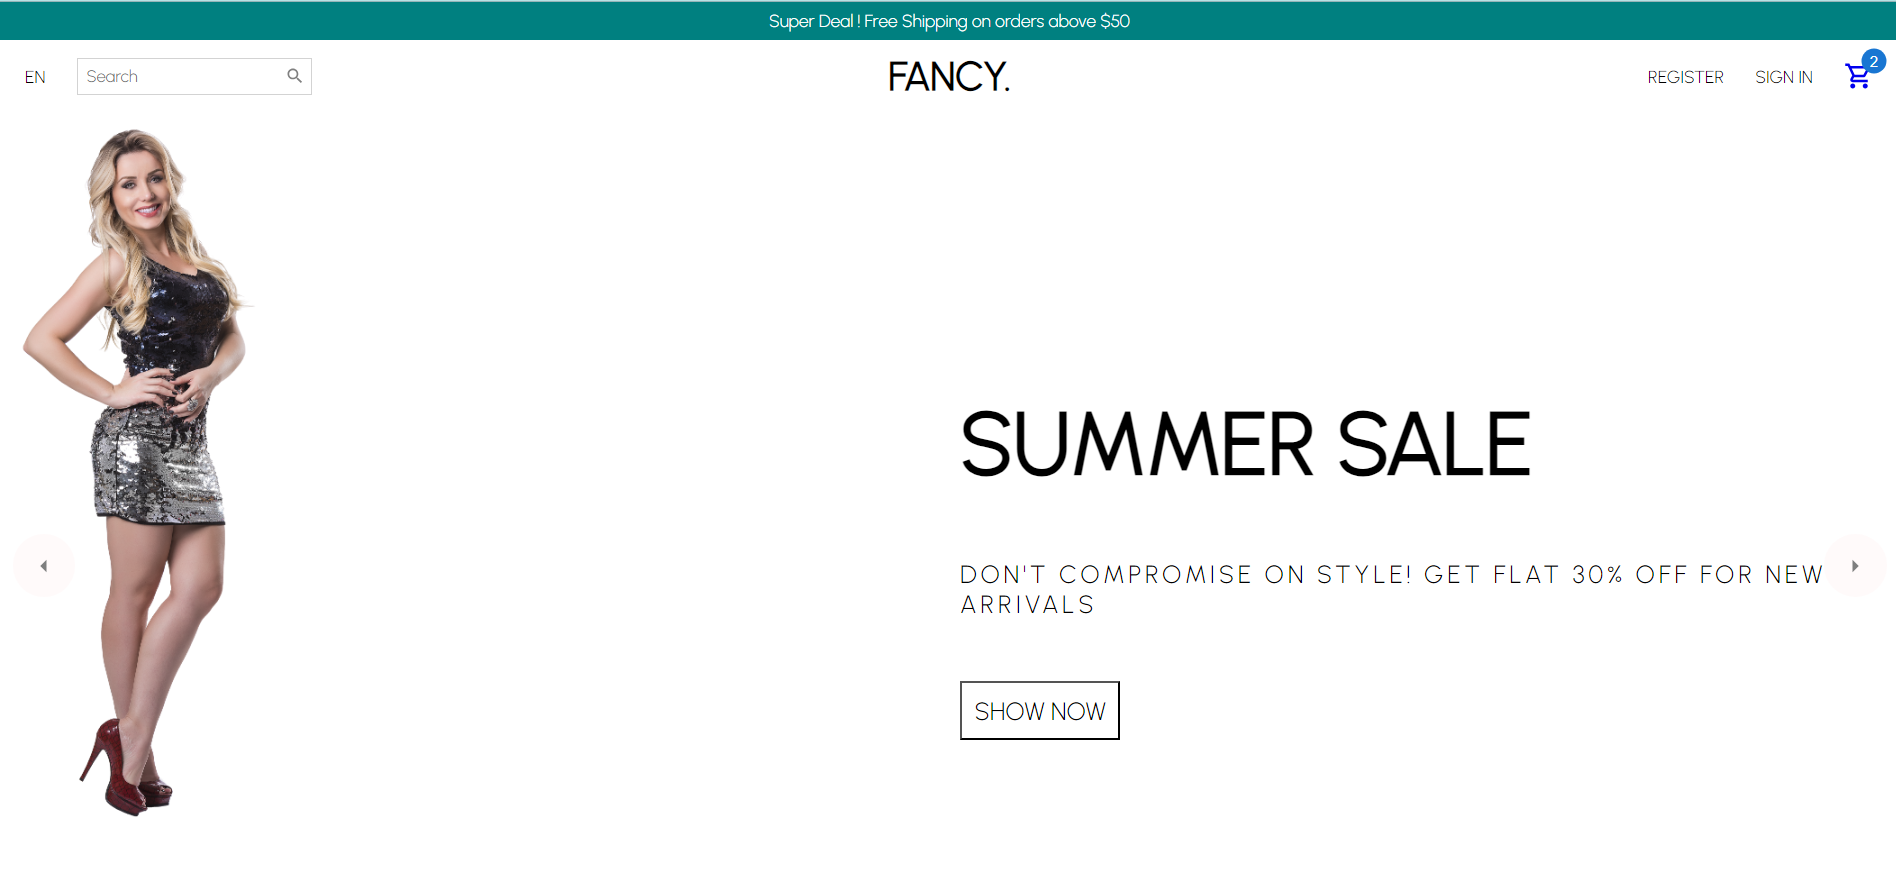 Super Deal ! Free Shipping on orders above $50
EN
Search
FANCY.
REGISTER
SIGN IN
2
SUMMER SALE
DON'T COMPROMISE ON STYLE! GET FLAT 30% OFF FOR NEW
ARRIVALS
SHOW NOW